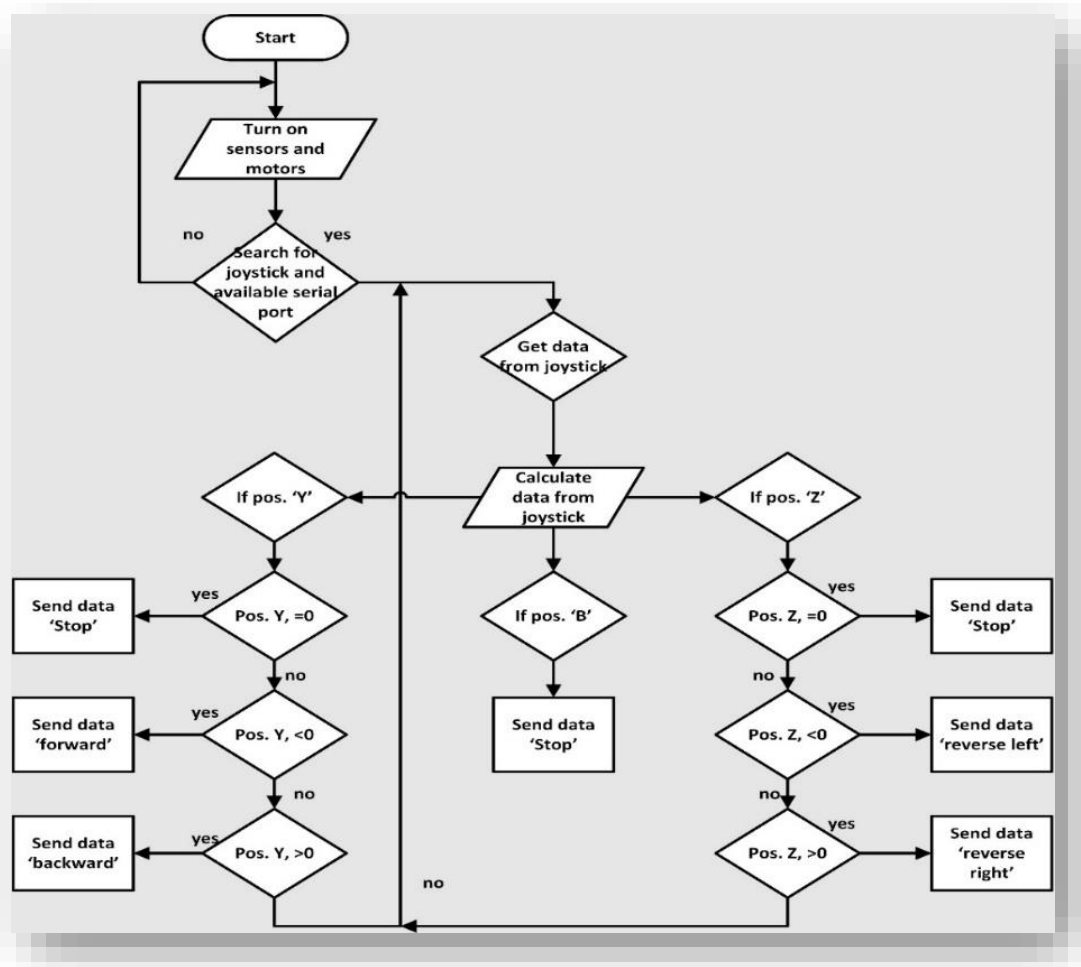 Start
Turn on
sensors and
motors
no
yes
Search for
joystick and
available serial
port
Get data
from joystick
If pos. ‘Y’
Calculate
data from
joystick
If pos. ‘Z’
Send data
‘Stop’
yes
Pos. Y, =0
If pos. ‘B’
Pos. Z, =0
yes
Send data
‘Stop’
no
no
Send data
‘forward’
yes
Pos. Y, <0
Send data
‘Stop’
Pos. Z, <0
yes
Send data
‘reverse left’
no
no
Send data
‘backward’
yes
Pos. Y, >0
Pos. Z, >0
yes
Send data
‘reverse
right’
no